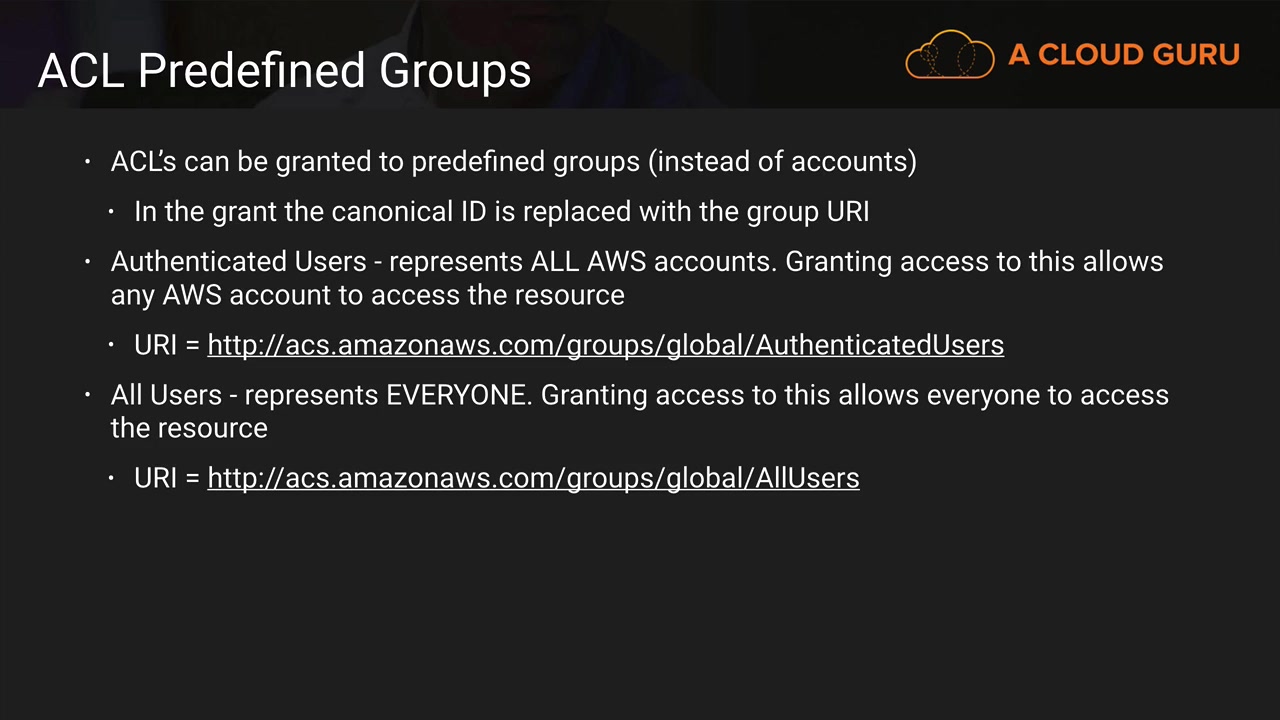 ACL Predefined Groups
A CLOUD GURU
• ACL’s can be granted to predefined groups (instead of accounts)
• In the grant the canonical ID is replaced with the group URI
• Authenticated Users - represents ALL AWS accounts. Granting access to this allows
any AWS account to access the resource
• URI = http://acs.amazonaws.com/groups/global/AuthenticatedUsers
• All Users - represents EVERYONE. Granting access to this allows everyone to access
the resource
• URI = http://acs.amazonaws.com/groups/global/AllUsers